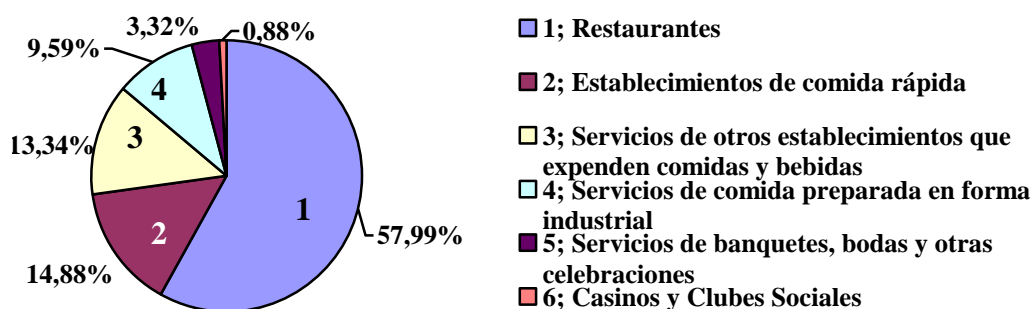 3,32%
0,88%
9,59%
4
13,34%
3
1
2
57,99%
14,88%
1; Restaurantes
2; Establecimientos de comida rápida
3; Servicios de otros establecimientos que
expenden comidas y bebidas
4; Servicios de comida preparada en forma
industrial
5; Servicios de banquetes, bodas y otras
celebraciones
6; Casinos y Clubes Sociales